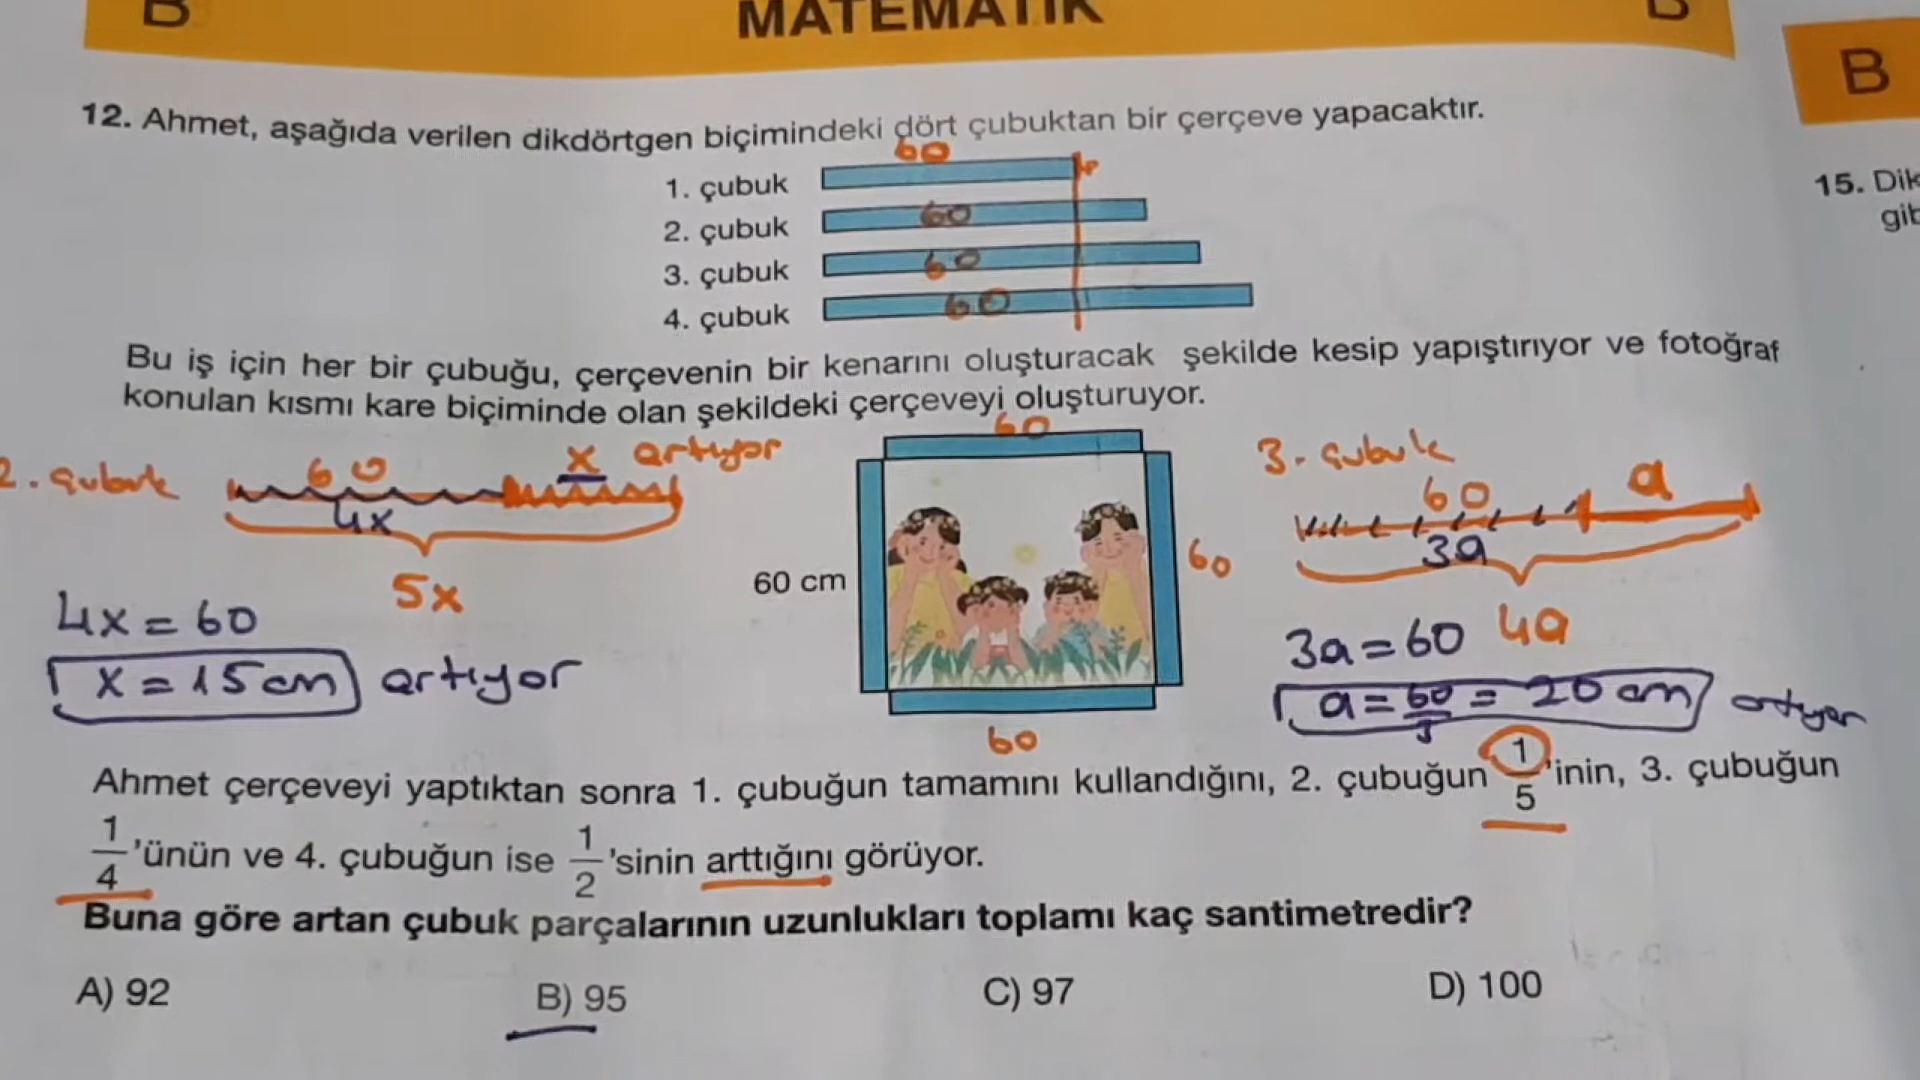 B MATEMATİK
B
12. Ahmet, aşağıda verilen dikdörtgen biçimindeki dört çubuktan bir çerçeve yapacaktır.
60
1. çubuk
2. çubuk 60
3. çubuk 60
4. çubuk 60
15. Dik
gib
Bu iş için her bir çubuğu, çerçevenin bir kenarını oluşturacak şekilde kesip yapıştırıyor ve fotoğraf
konulan kısmı kare biçiminde olan şekildeki çerçeveyi oluşturuyor.
2. çubuk 60 x artıyor
4x
5x
4x = 60
x = 15 cm artıyor
60
60 cm
60
60
3. çubuk
60 a
3a
4a
3a = 60
a = 60/3 = 20 cm artıyor
Ahmet çerçeveyi yaptıktan sonra 1. çubuğun tamamını kullandığını, 2. çubuğun 1/5 'inin, 3. çubuğun
1/4 'ünün ve 4. çubuğun ise 1/2 'sinin arttığını görüyor.
Buna göre artan çubuk parçalarının uzunlukları toplamı kaç santimetredir?
A) 92 B) 95 C) 97 D) 100